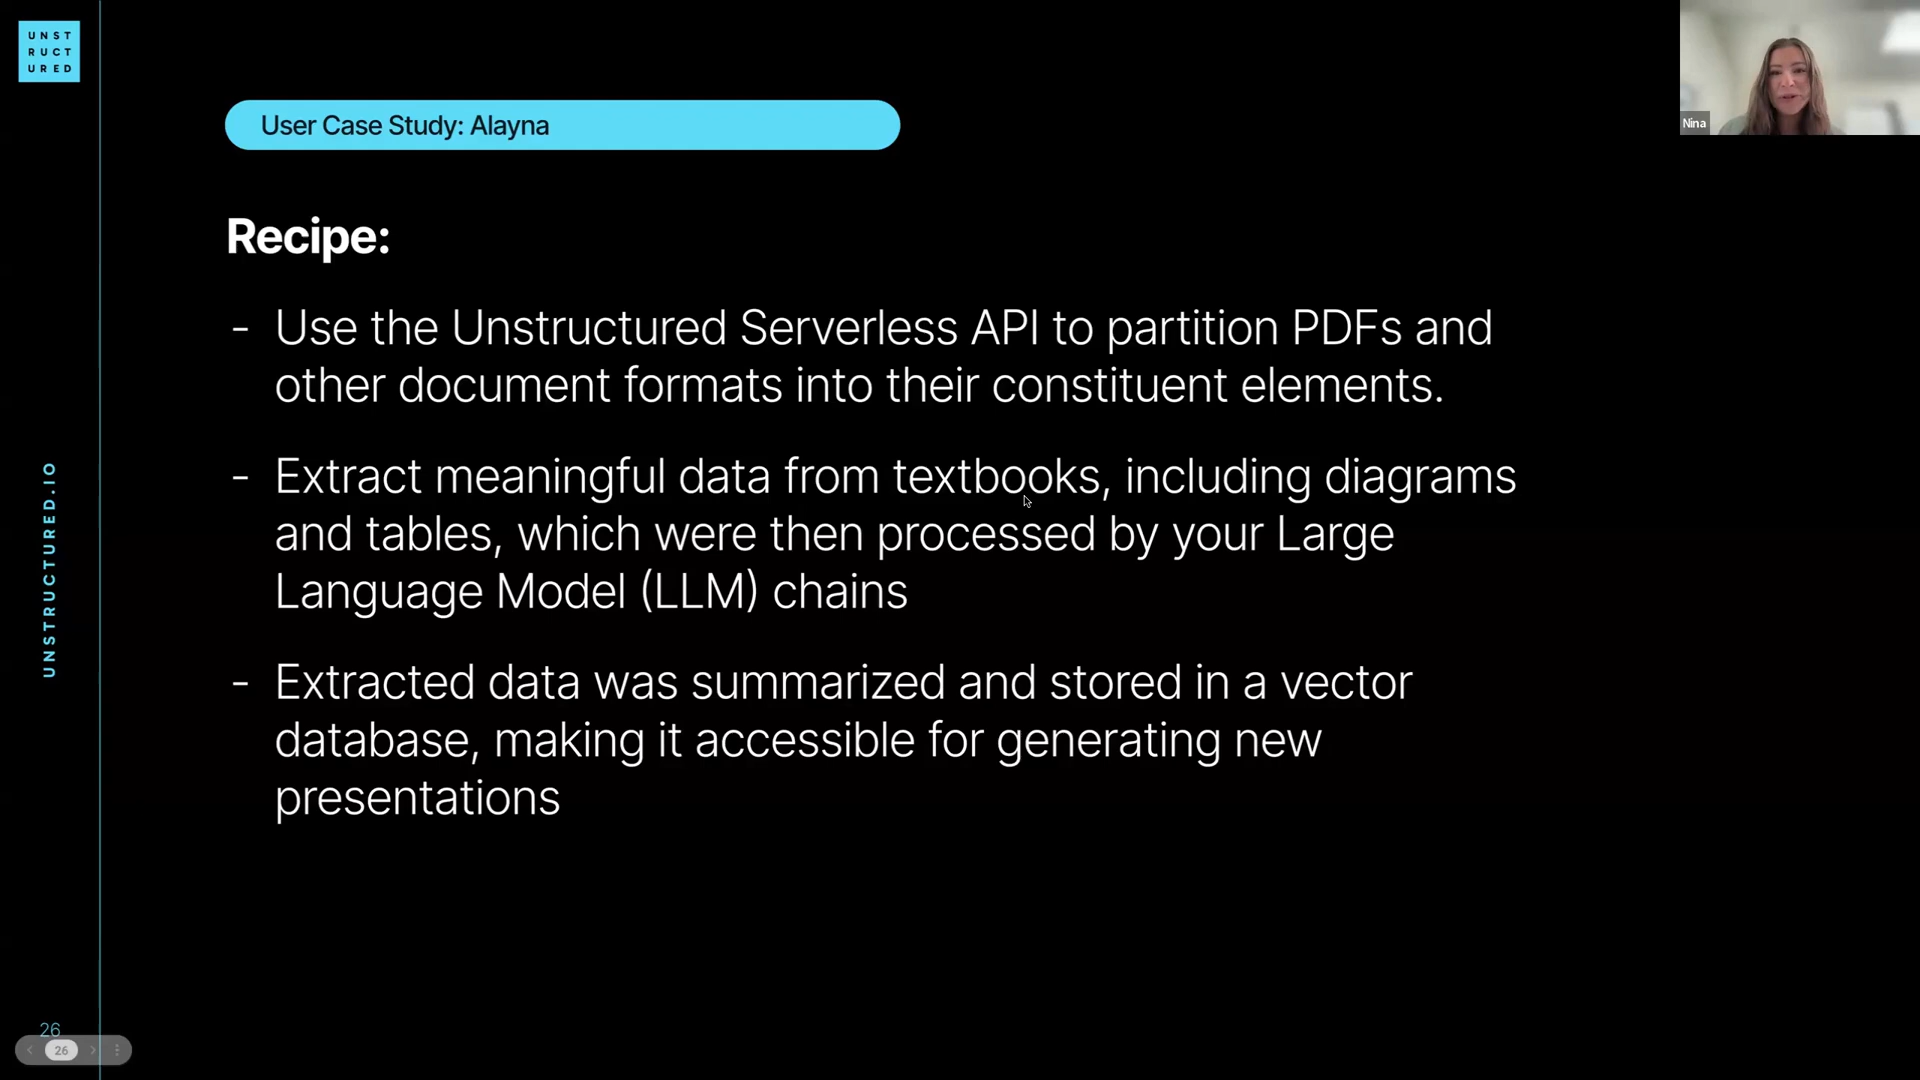 UNST
RUCT
URED
User Case Study: Alayna
Nina
Recipe:
- Use the Unstructured Serverless API to partition PDFs and
other document formats into their constituent elements.
- Extract meaningful data from textbooks, including diagrams
and tables, which were then processed by your Large
Language Model (LLM) chains
- Extracted data was summarized and stored in a vector
database, making it accessible for generating new
presentations
UNSTRUCTURED.IO
26
26